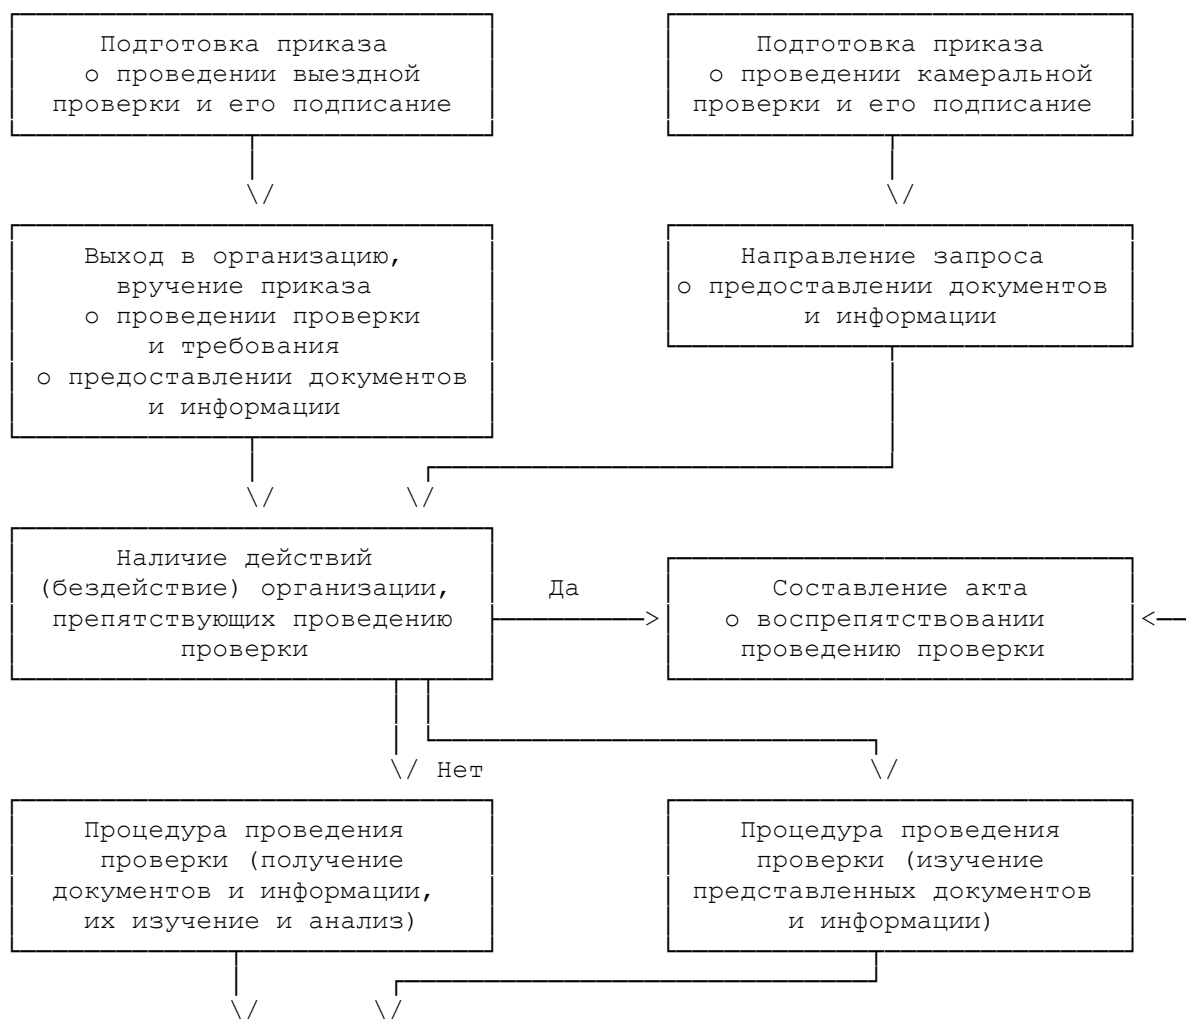 Подготовка приказа
о проведении выездной
проверки и его подписание
Подготовка приказа
о проведении камеральной
проверки и его подписание
Выход в организацию,
вручение приказа
о проведении проверки
и требования
о предоставлении документов
и информации
Направление запроса
о предоставлении документов
и информации
Наличие действий
(бездействие) организации,
препятствующих проведению
проверки
Да
Составление акта
о воспрепятствовании
проведению проверки
Нет
Процедура проведения
проверки (получение
документов и информации,
их изучение и анализ)
Процедура проведения
проверки (изучение
представленных документов
и информации)